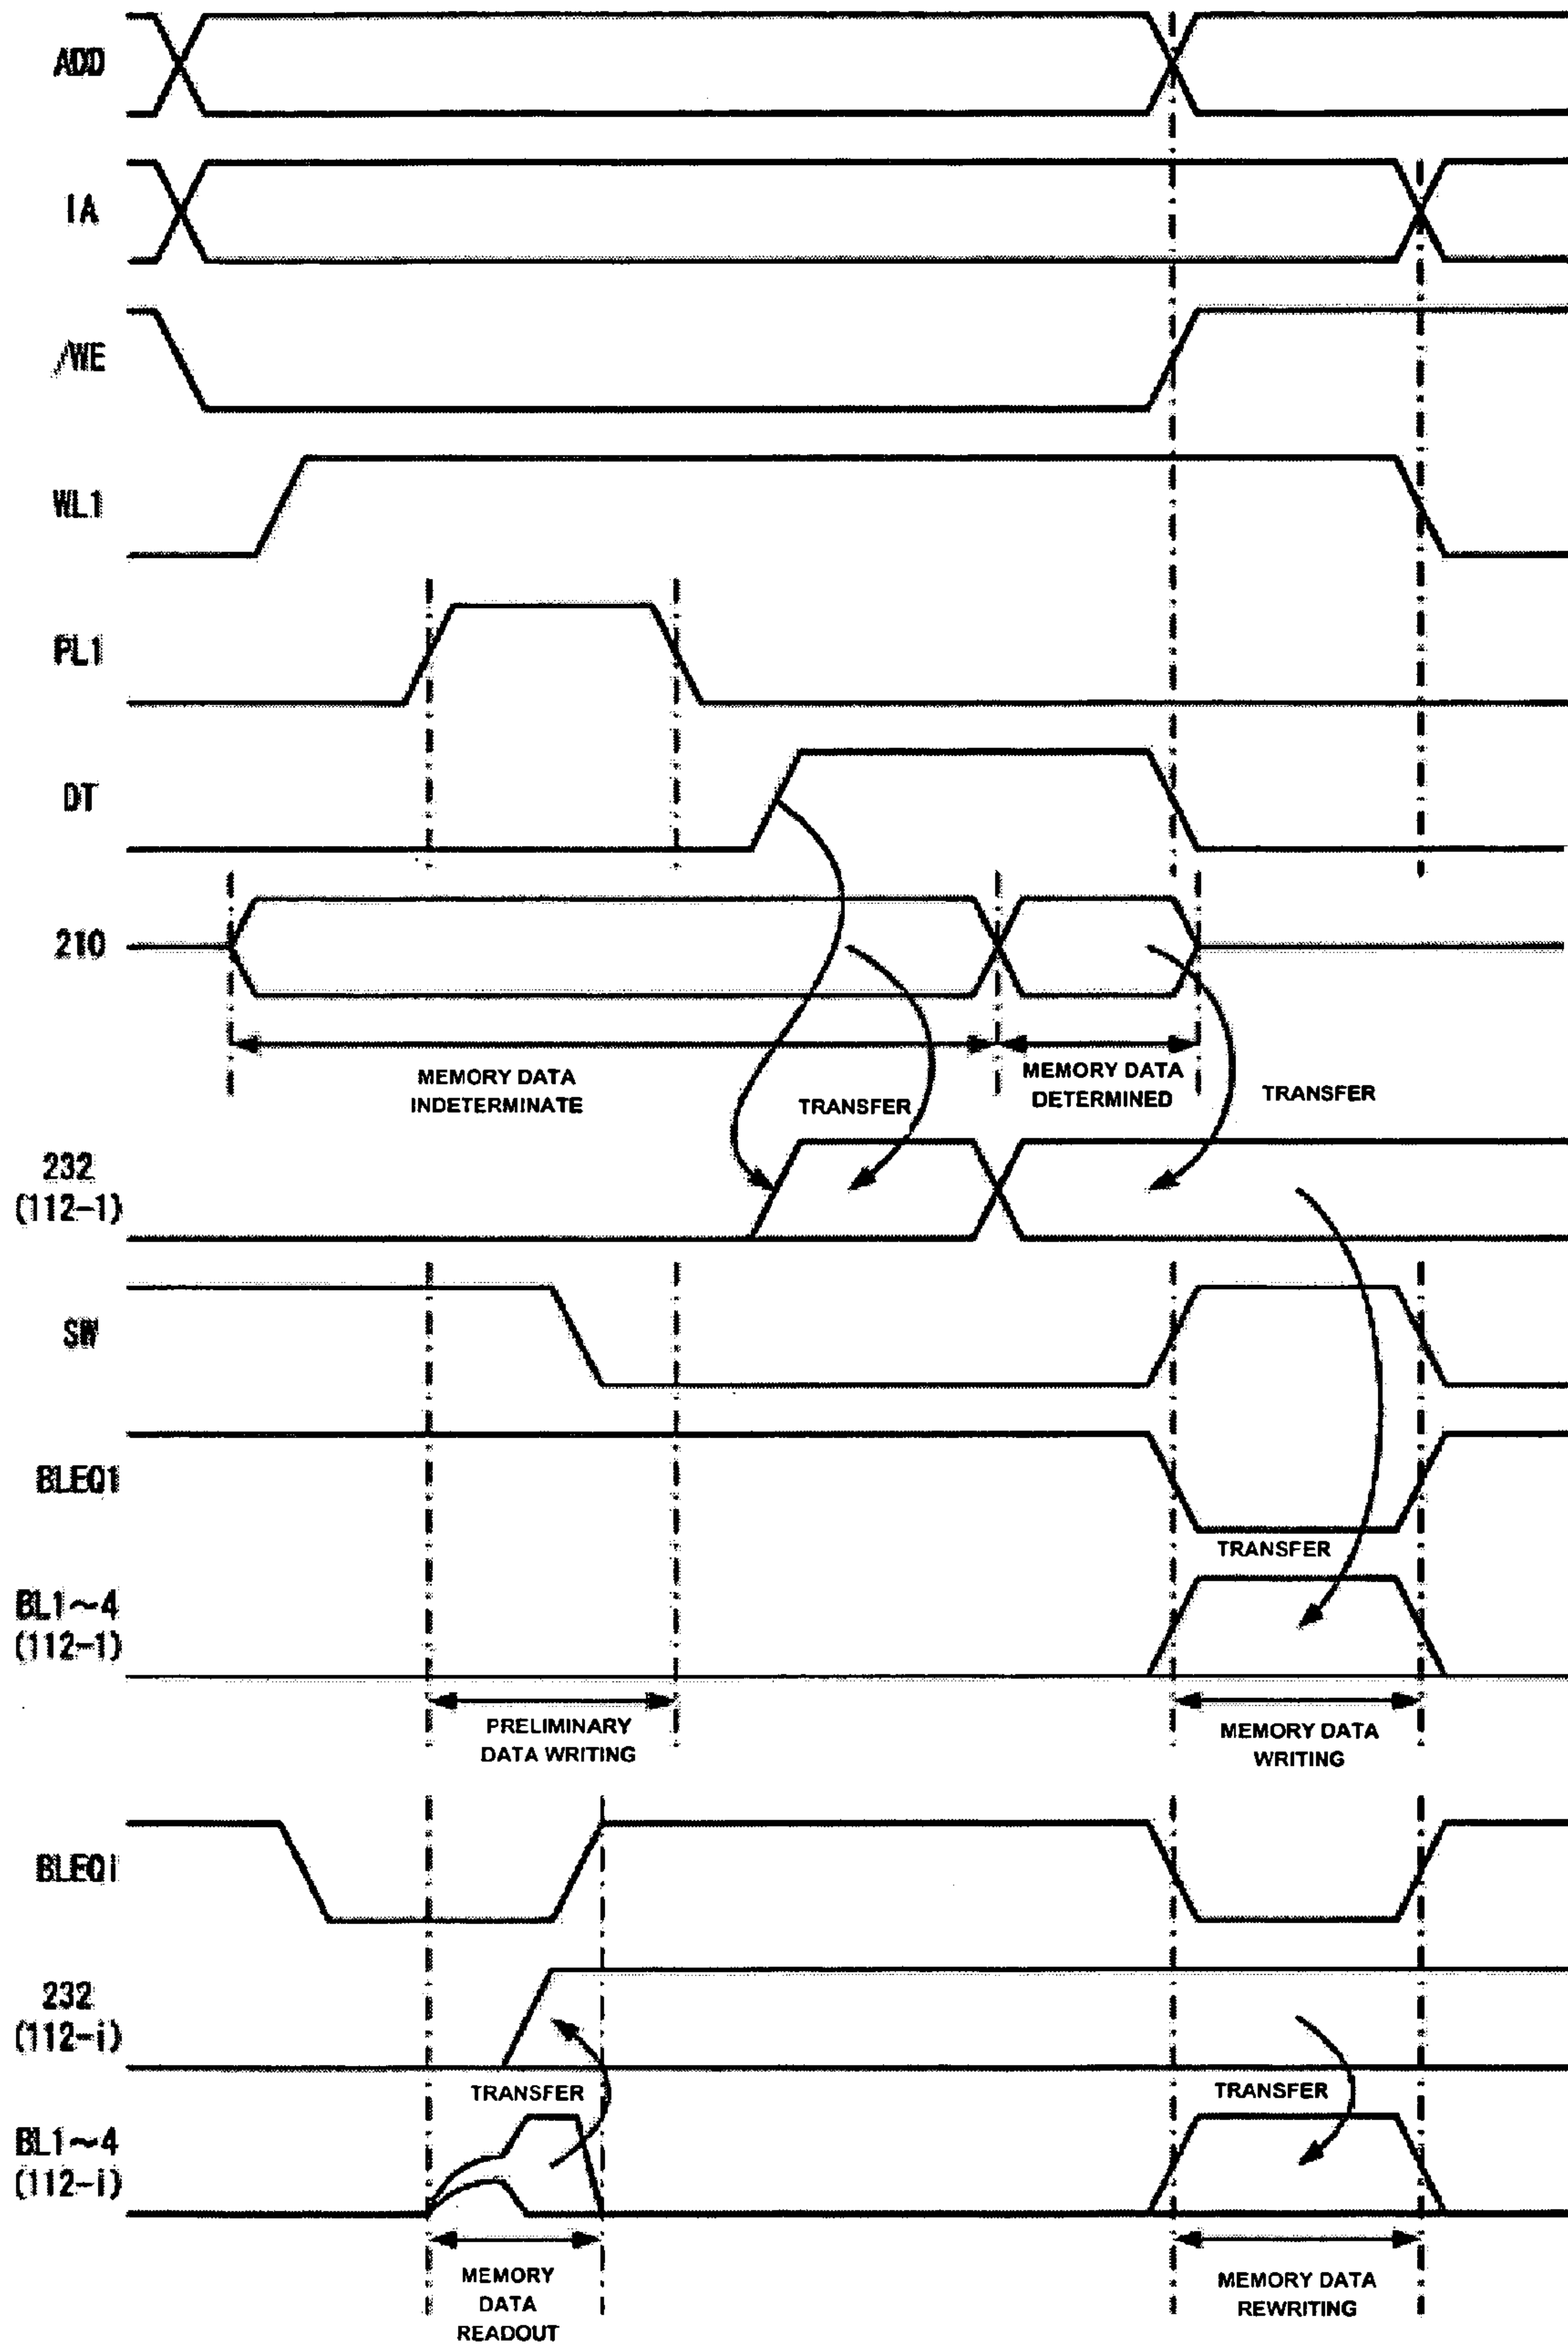 ADD
IA
/WE
WL1
PL1
DT
210
MEMORY DATA
INDETERMINATE
MEMORY DATA
DETERMINED
TRANSFER
TRANSFER
232
(112-1)
SW
BLEQ1
TRANSFER
BL1~4
(112-1)
PRELIMINARY
DATA WRITING
MEMORY DATA
WRITING
BLEQi
232
(112-i)
TRANSFER
TRANSFER
BL1~4
(112-i)
MEMORY
DATA
READOUT
MEMORY DATA
REWRITING